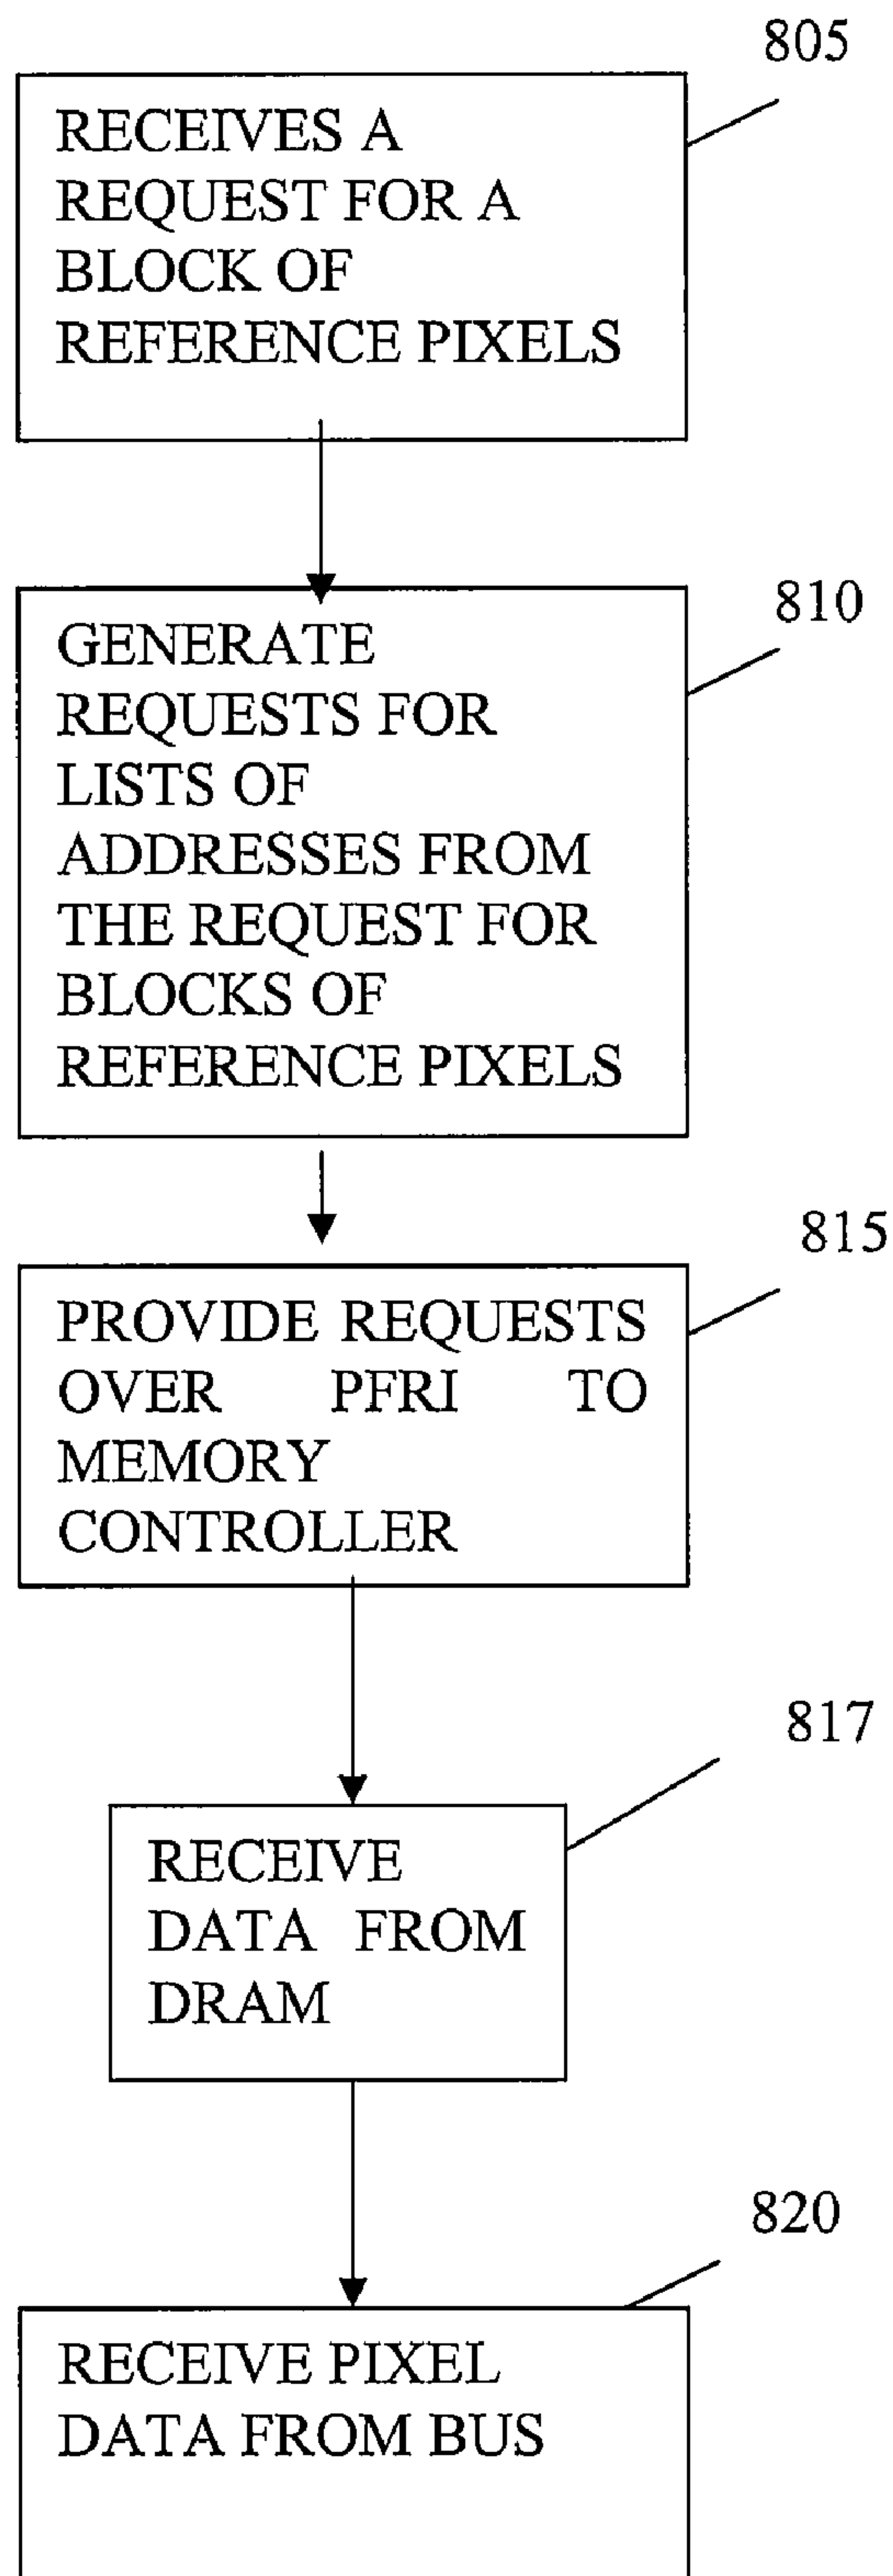 805
RECEIVES A
REQUEST FOR A
BLOCK OF
REFERENCE PIXELS
810
GENERATE
REQUESTS FOR
LISTS OF
ADDRESSES FROM
THE REQUEST FOR
BLOCKS OF
REFERENCE PIXELS
815
PROVIDE REQUESTS
OVER PFRI TO
MEMORY
CONTROLLER
817
RECEIVE
DATA FROM
DRAM
820
RECEIVE PIXEL
DATA FROM BUS